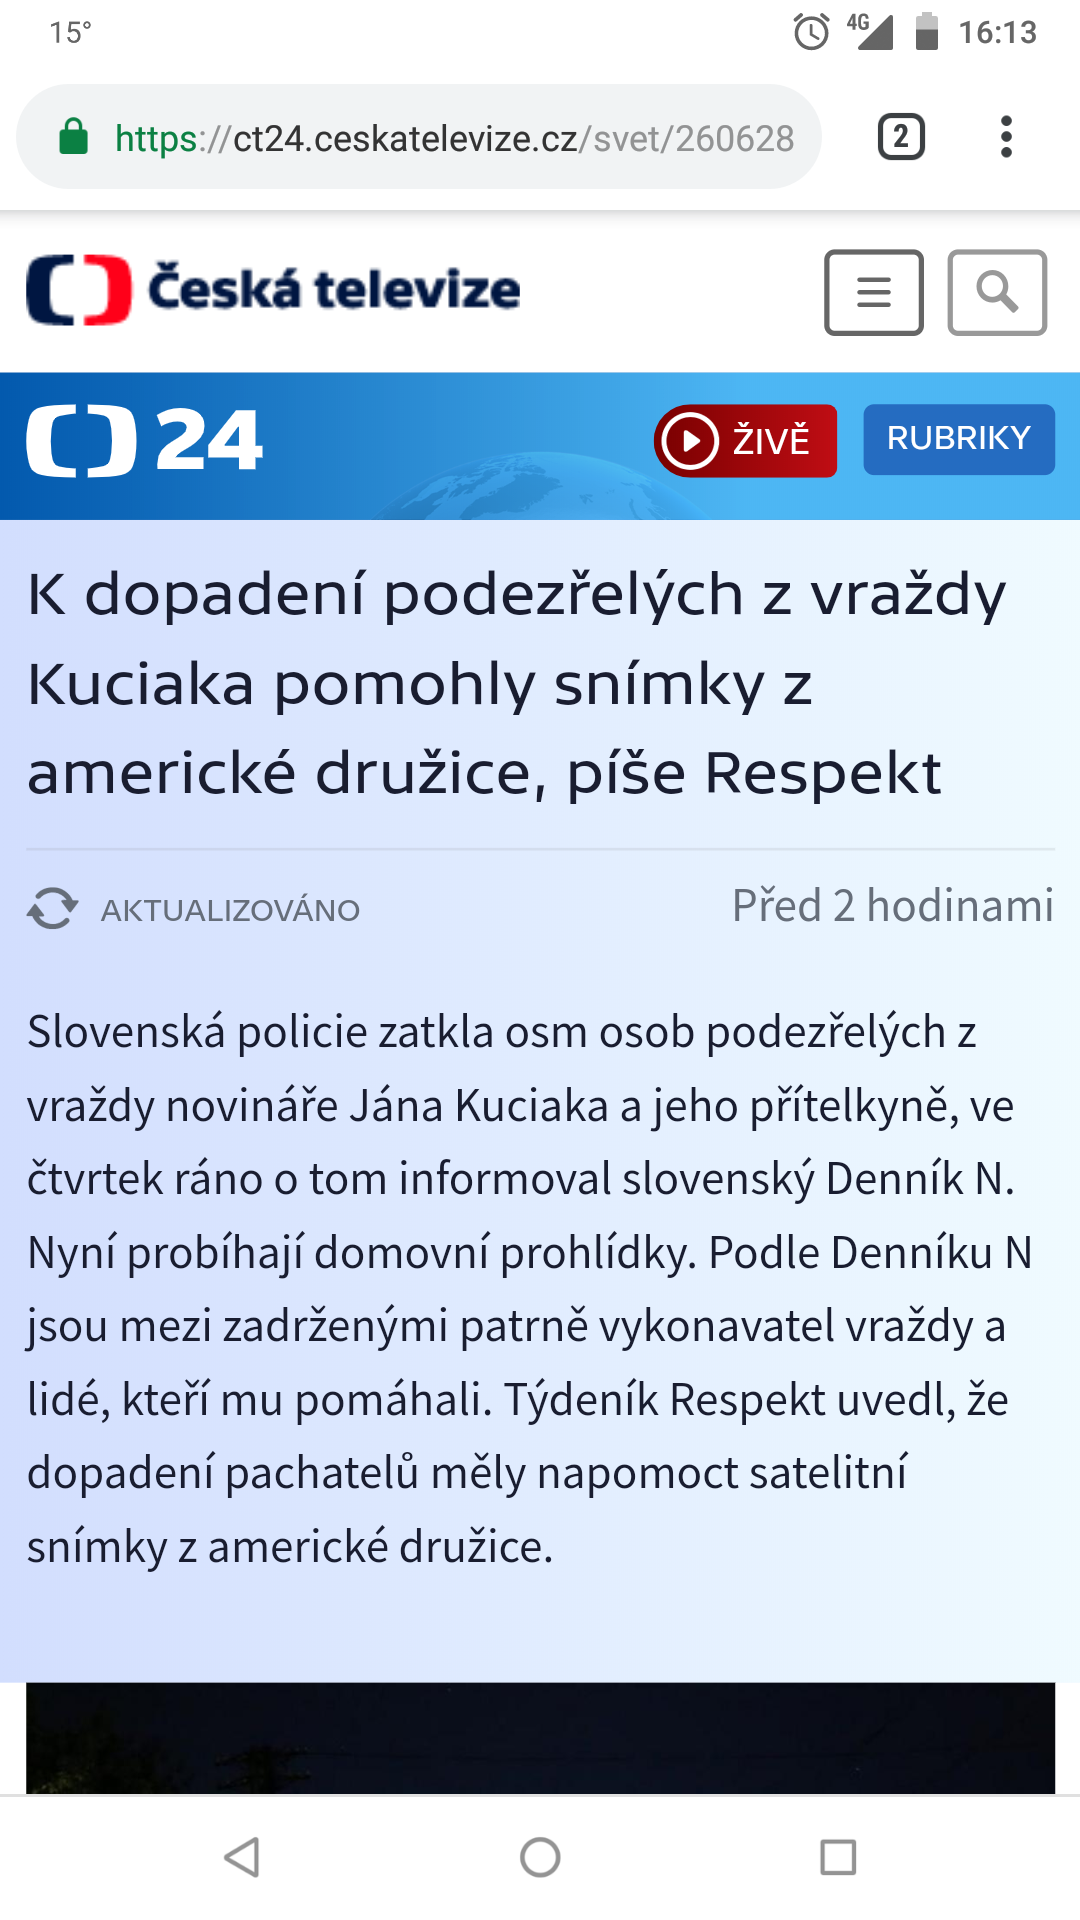 15°
4G
16:13
https://ct24.ceskatelevize.cz/svet/260628
2
Česká televize
24
ŽIVĚ
RUBRIKY
K dopadení podezřelých z vraždy
Kuciaka pomohly snímky z
americké družice, píše Respekt
AKTUALIZOVÁNO
Před 2 hodinami
Slovenská policie zatkla osm osob podezřelých z
vraždy novináře Jána Kuciaka a jeho přítelkyně, ve
čtvrtek ráno o tom informoval slovenský Denník N.
Nyní probíhají domovní prohlídky. Podle Denníku N
jsou mezi zadrženými patrně vykonavatel vraždy a
lidé, kteří mu pomáhali. Týdeník Respekt uvedl, že
dopadení pachatelů měly napomoct satelitní
snímky z americké družice.